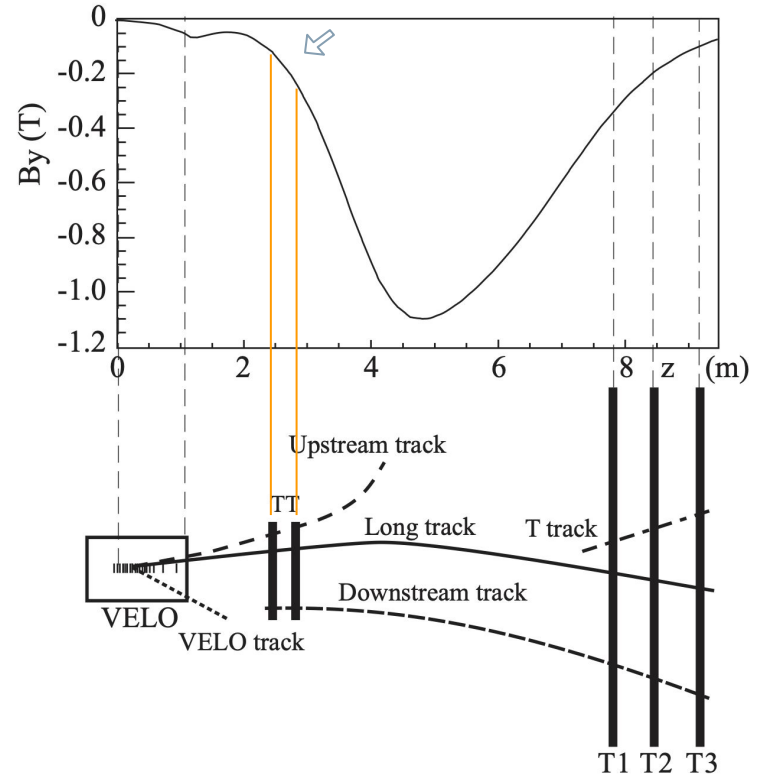 0
-0.2
-0.4
-0.6
-0.8
-1.0
-1.2
By (T)
0 2 4 6 8 z (m)
Upstream track
TT
Long track
T track
Downstream track
VELO
VELO track
T1 T2 T3